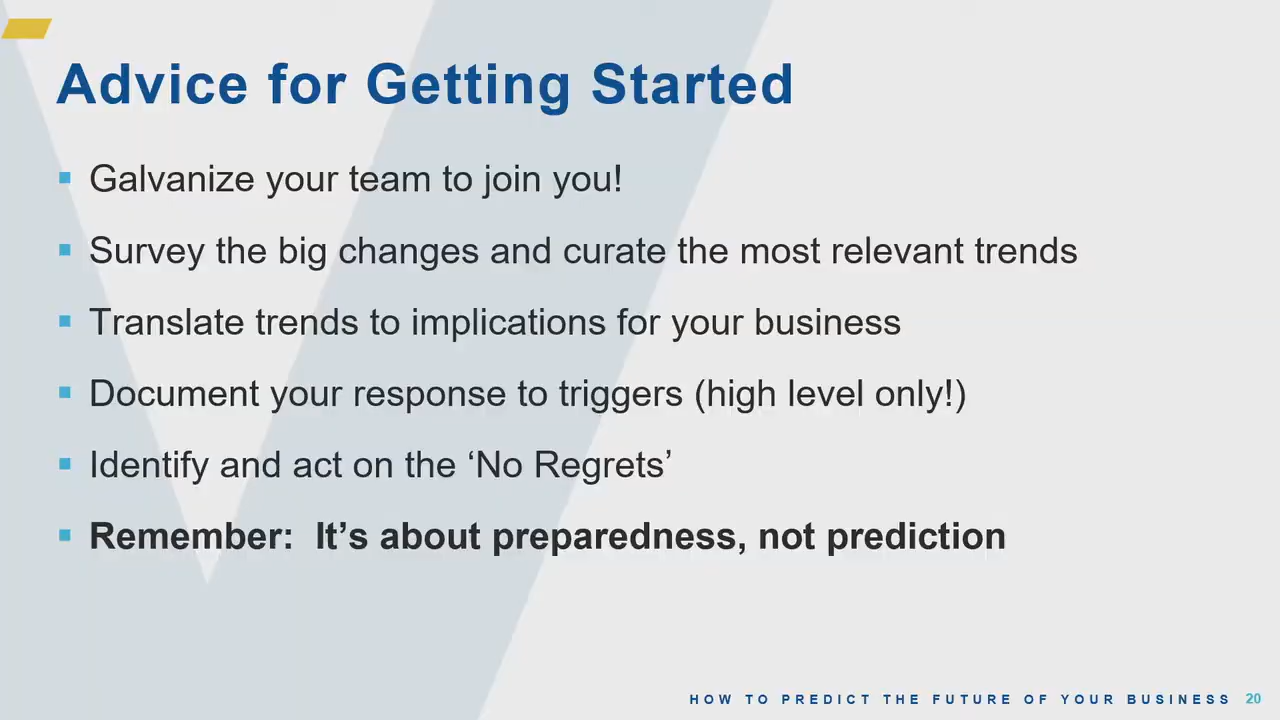 Advice for Getting Started
Galvanize your team to join you!
Survey the big changes and curate the most relevant trends
Translate trends to implications for your business
Document your response to triggers (high level only!)
Identify and act on the ‘No Regrets’
Remember:  It’s about preparedness, not prediction
HOW TO PREDICT THE FUTURE OF YOUR BUSINESS 20